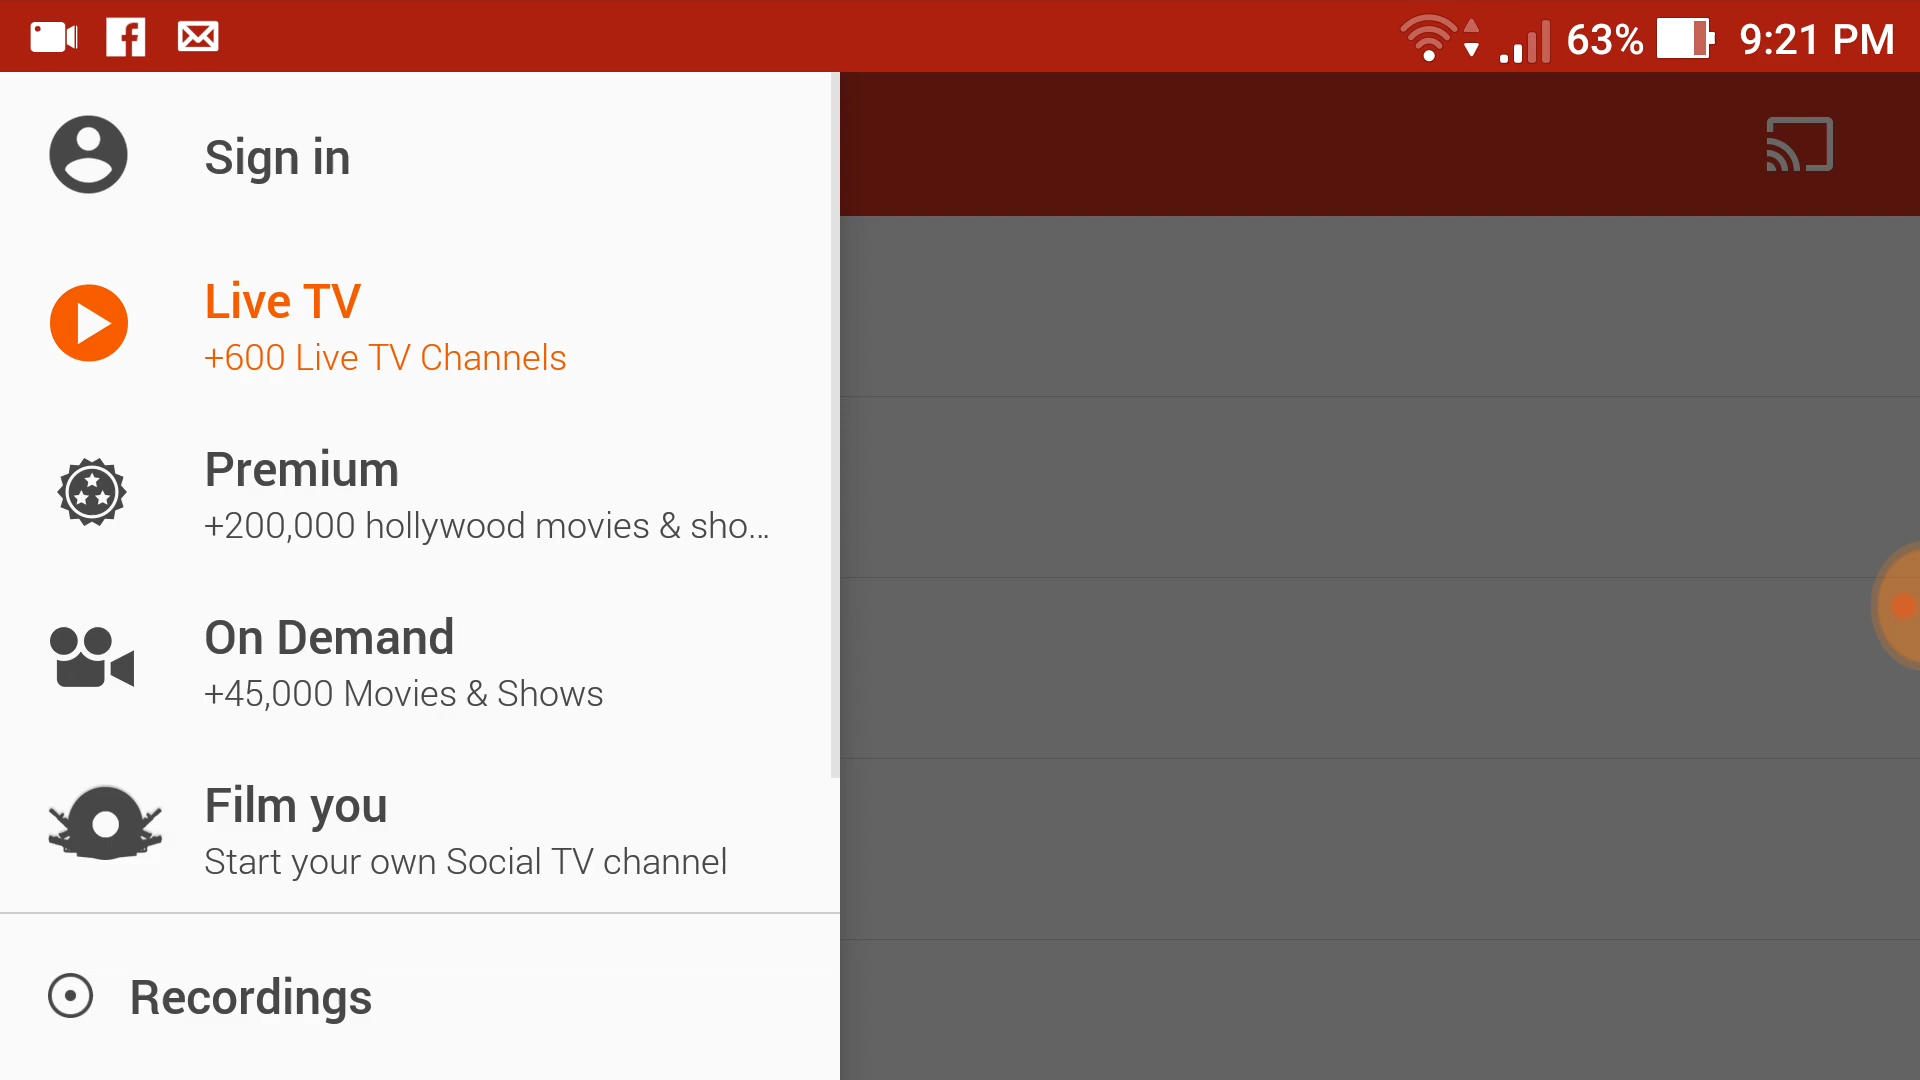 63% 9:21 PM
Sign in
Live TV
+600 Live TV Channels
Premium
+200,000 hollywood movies & sho...
On Demand
+45,000 Movies & Shows
Film you
Start your own Social TV channel
Recordings